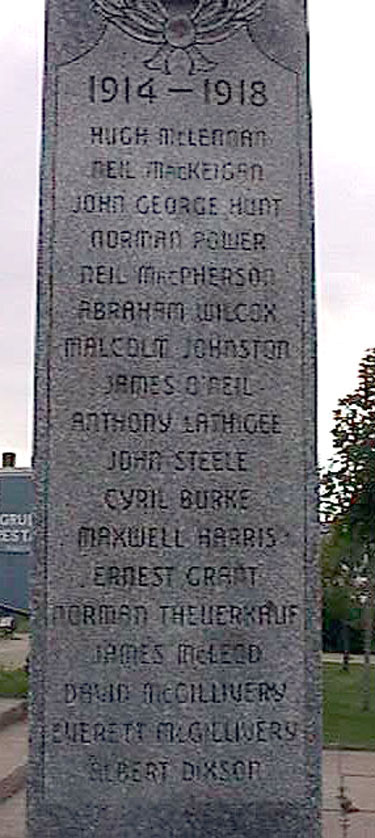 1914 — 1918
HUGH McLENNAN
NEIL MacKEIGAN
JOHN GEORGE HUNT
NORMAN POWER
NEIL MacPHERSON
ABRAHAM WILCOX
MALCOLM JOHNSTON
JAMES O'NEIL
ANTHONY LATHIGEE
JOHN STEELE
CYRIL BURKE
MAXWELL HARRIS
ERNEST GRANT
NORMAN THEUERKAUF
JAMES McLEOD
DAVID McGILLIVERY
EVERETT McGILLIVERY
ALBERT DIXSON